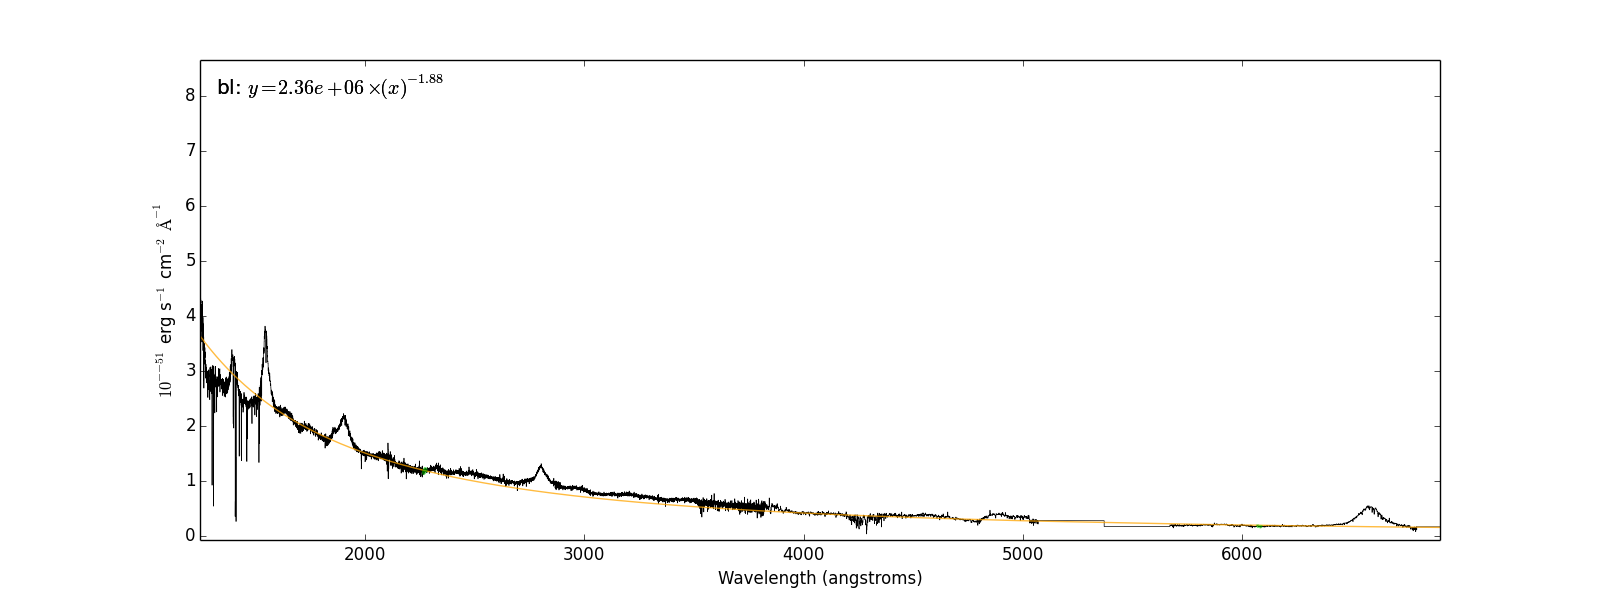 bl: y=2.36e+06×(x)^−1.88
8
7
6
5
4
3
2
1
0
10^−−51 erg s^−1 cm^−2 Å^−1
2000 3000 4000 5000 6000
Wavelength (angstroms)